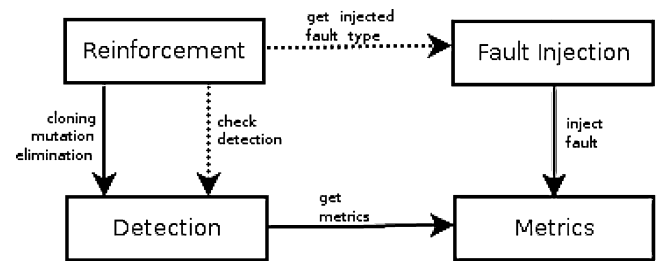 get injected
fault type
Reinforcement
Fault Injection
cloning
mutation
elimination
check
detection
inject
fault
get
metrics
Detection
Metrics